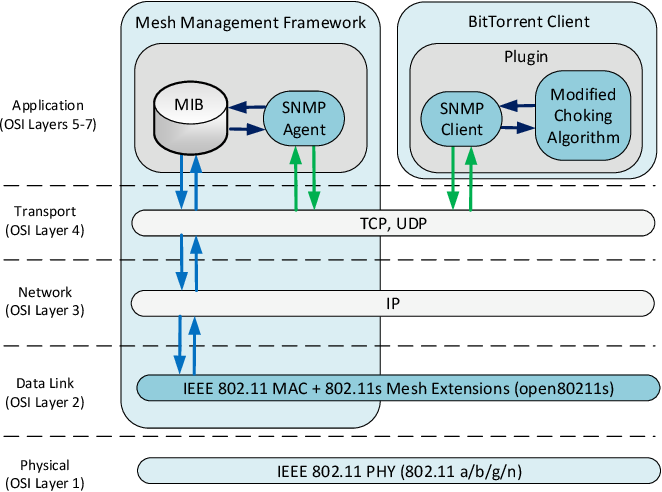 Mesh Management Framework
BitTorrent Client
Plugin
Application
(OSI Layers 5-7)
MIB
SNMP
Agent
SNMP
Client
Modified
Choking
Algorithm
Transport
(OSI Layer 4)
TCP, UDP
Network
(OSI Layer 3)
IP
Data Link
(OSI Layer 2)
IEEE 802.11 MAC + 802.11s Mesh Extensions (open80211s)
Physical
(OSI Layer 1)
IEEE 802.11 PHY (802.11 a/b/g/n)